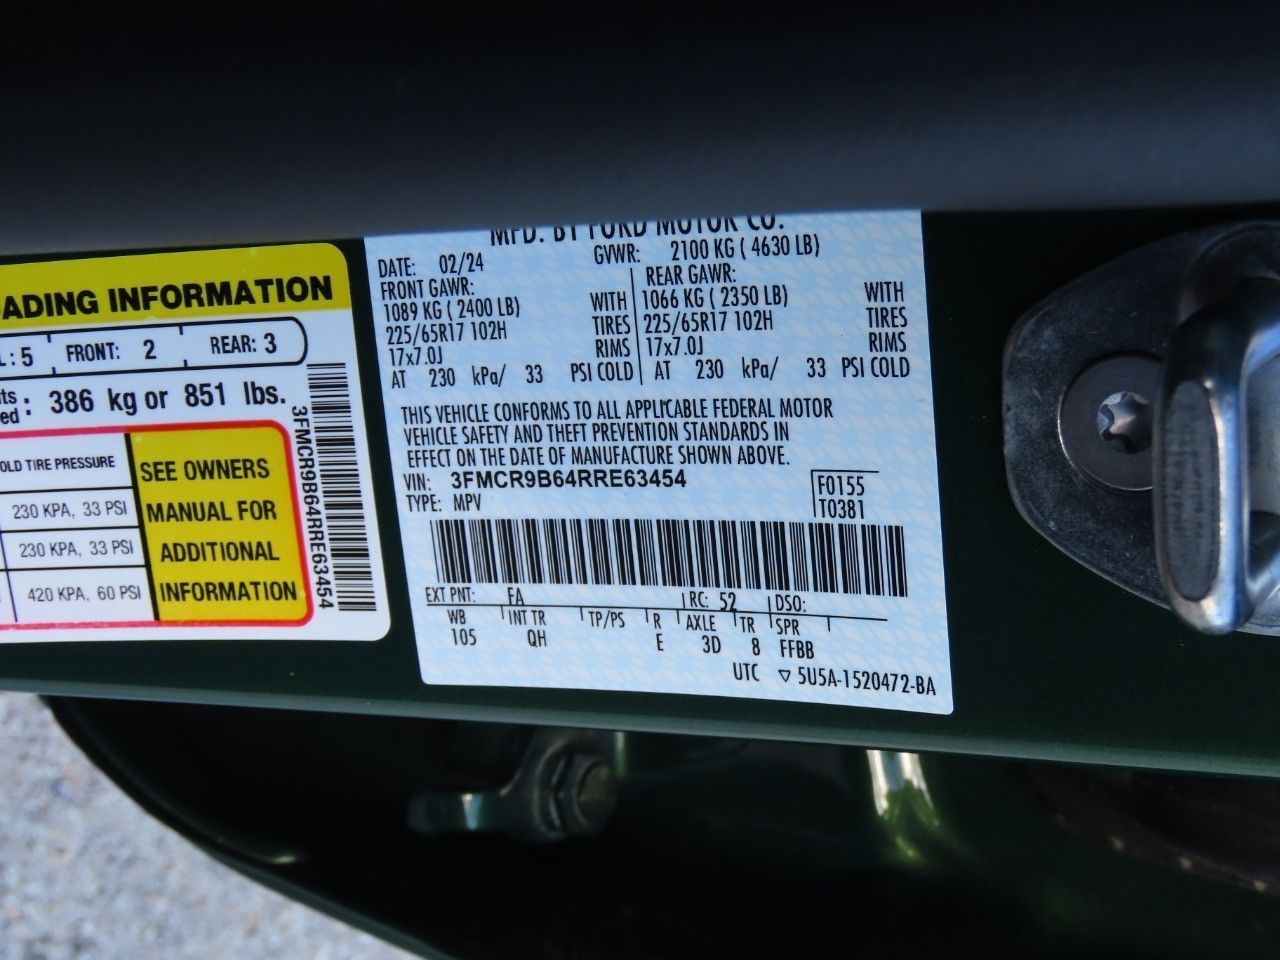 ADING INFORMATION
: 5 FRONT: 2 REAR: 3
386 kg or 851 lbs.
OLD TIRE PRESSURE
230 KPA, 33 PSI
230 KPA, 33 PSI
420 KPA, 60 PSI
SEE OWNERS
MANUAL FOR
ADDITIONAL
INFORMATION
3FMCR9B64RRE63454
MFD. BY FORD MOTOR CO.
DATE: 02/24 GVWR: 2100 KG ( 4630 LB)
FRONT GAWR: REAR GAWR:
1089 KG ( 2400 LB) WITH 1066 KG ( 2350 LB) WITH
225/65R17 102H TIRES 225/65R17 102H TIRES
17x7.0J RIMS 17x7.0J RIMS
AT 230 kPa/ 33 PSI COLD AT 230 kPa/ 33 PSI COLD
THIS VEHICLE CONFORMS TO ALL APPLICABLE FEDERAL MOTOR
VEHICLE SAFETY AND THEFT PREVENTION STANDARDS IN
EFFECT ON THE DATE OF MANUFACTURE SHOWN ABOVE.
VIN: 3FMCR9B64RRE63454
TYPE: MPV
F0155
T0381
EXT PNT: FA RC: 52 DSO:
WB INT TR TP/PS R AXLE TR SPR
105 QH E 3D 8 FFBB
UTC ▽ 5U5A-1520472-BA